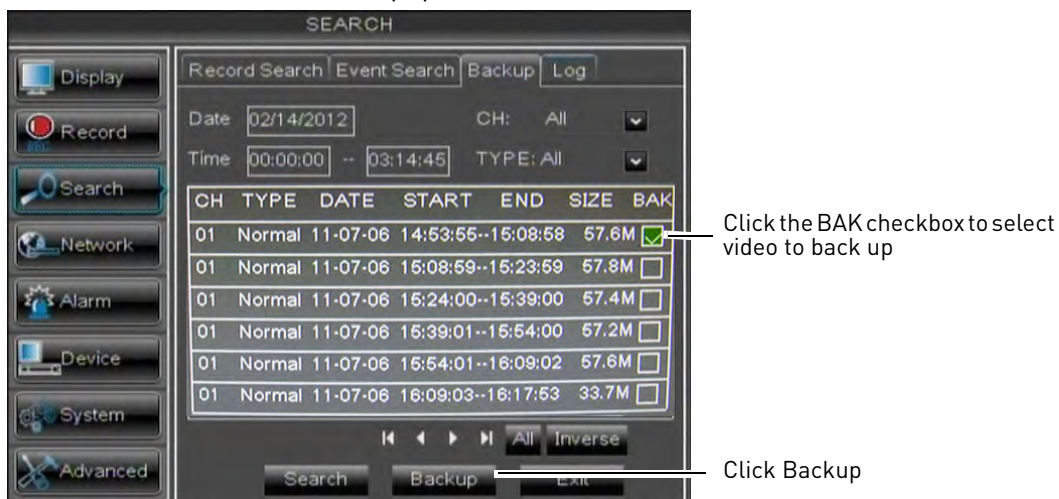 SEARCH
Display
Record
Search
Network
Alarm
Device
System
Advanced
Record Search Event Search Backup Log
Date 02/14/2012 CH: All
Time 00:00:00 -- 03:14:45 TYPE: All
CH TYPE DATE START END SIZE BAK
01 Normal 11-07-06 14:53:55--15:08:58 57.6M
01 Normal 11-07-06 15:08:59--15:23:59 57.8M
01 Normal 11-07-06 15:24:00--15:39:00 57.4M
01 Normal 11-07-06 15:39:01--15:54:00 57.2M
01 Normal 11-07-06 15:54:01--16:09:02 57.6M
01 Normal 11-07-06 16:09:03--16:17:53 33.7M
All Inverse
Search Backup Exit
Click the BAK checkbox to select
video to back up
Click Backup